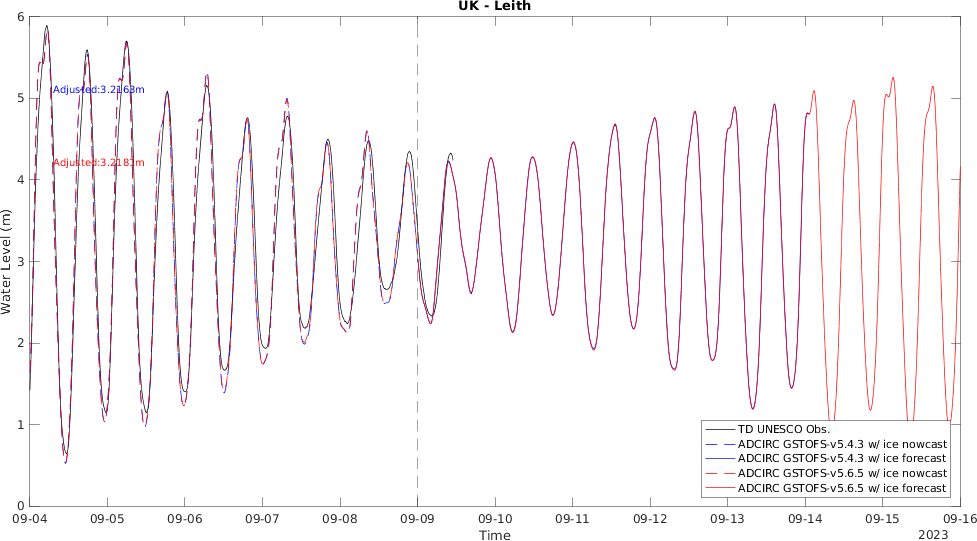 UK - Leith
6
5
4
3
2
1
0
Water Level (m)
Adjusted:3.2163m
Adjusted:3.2181m
TD UNESCO Obs.
ADCIRC GSTOFS-v5.4.3 w/ ice nowcast
ADCIRC GSTOFS-v5.4.3 w/ ice forecast
ADCIRC GSTOFS-v5.6.5 w/ ice nowcast
ADCIRC GSTOFS-v5.6.5 w/ ice forecast
09-04 09-05 09-06 09-07 09-08 09-09 09-10 09-11 09-12 09-13 09-14 09-15 09-16
Time
2023